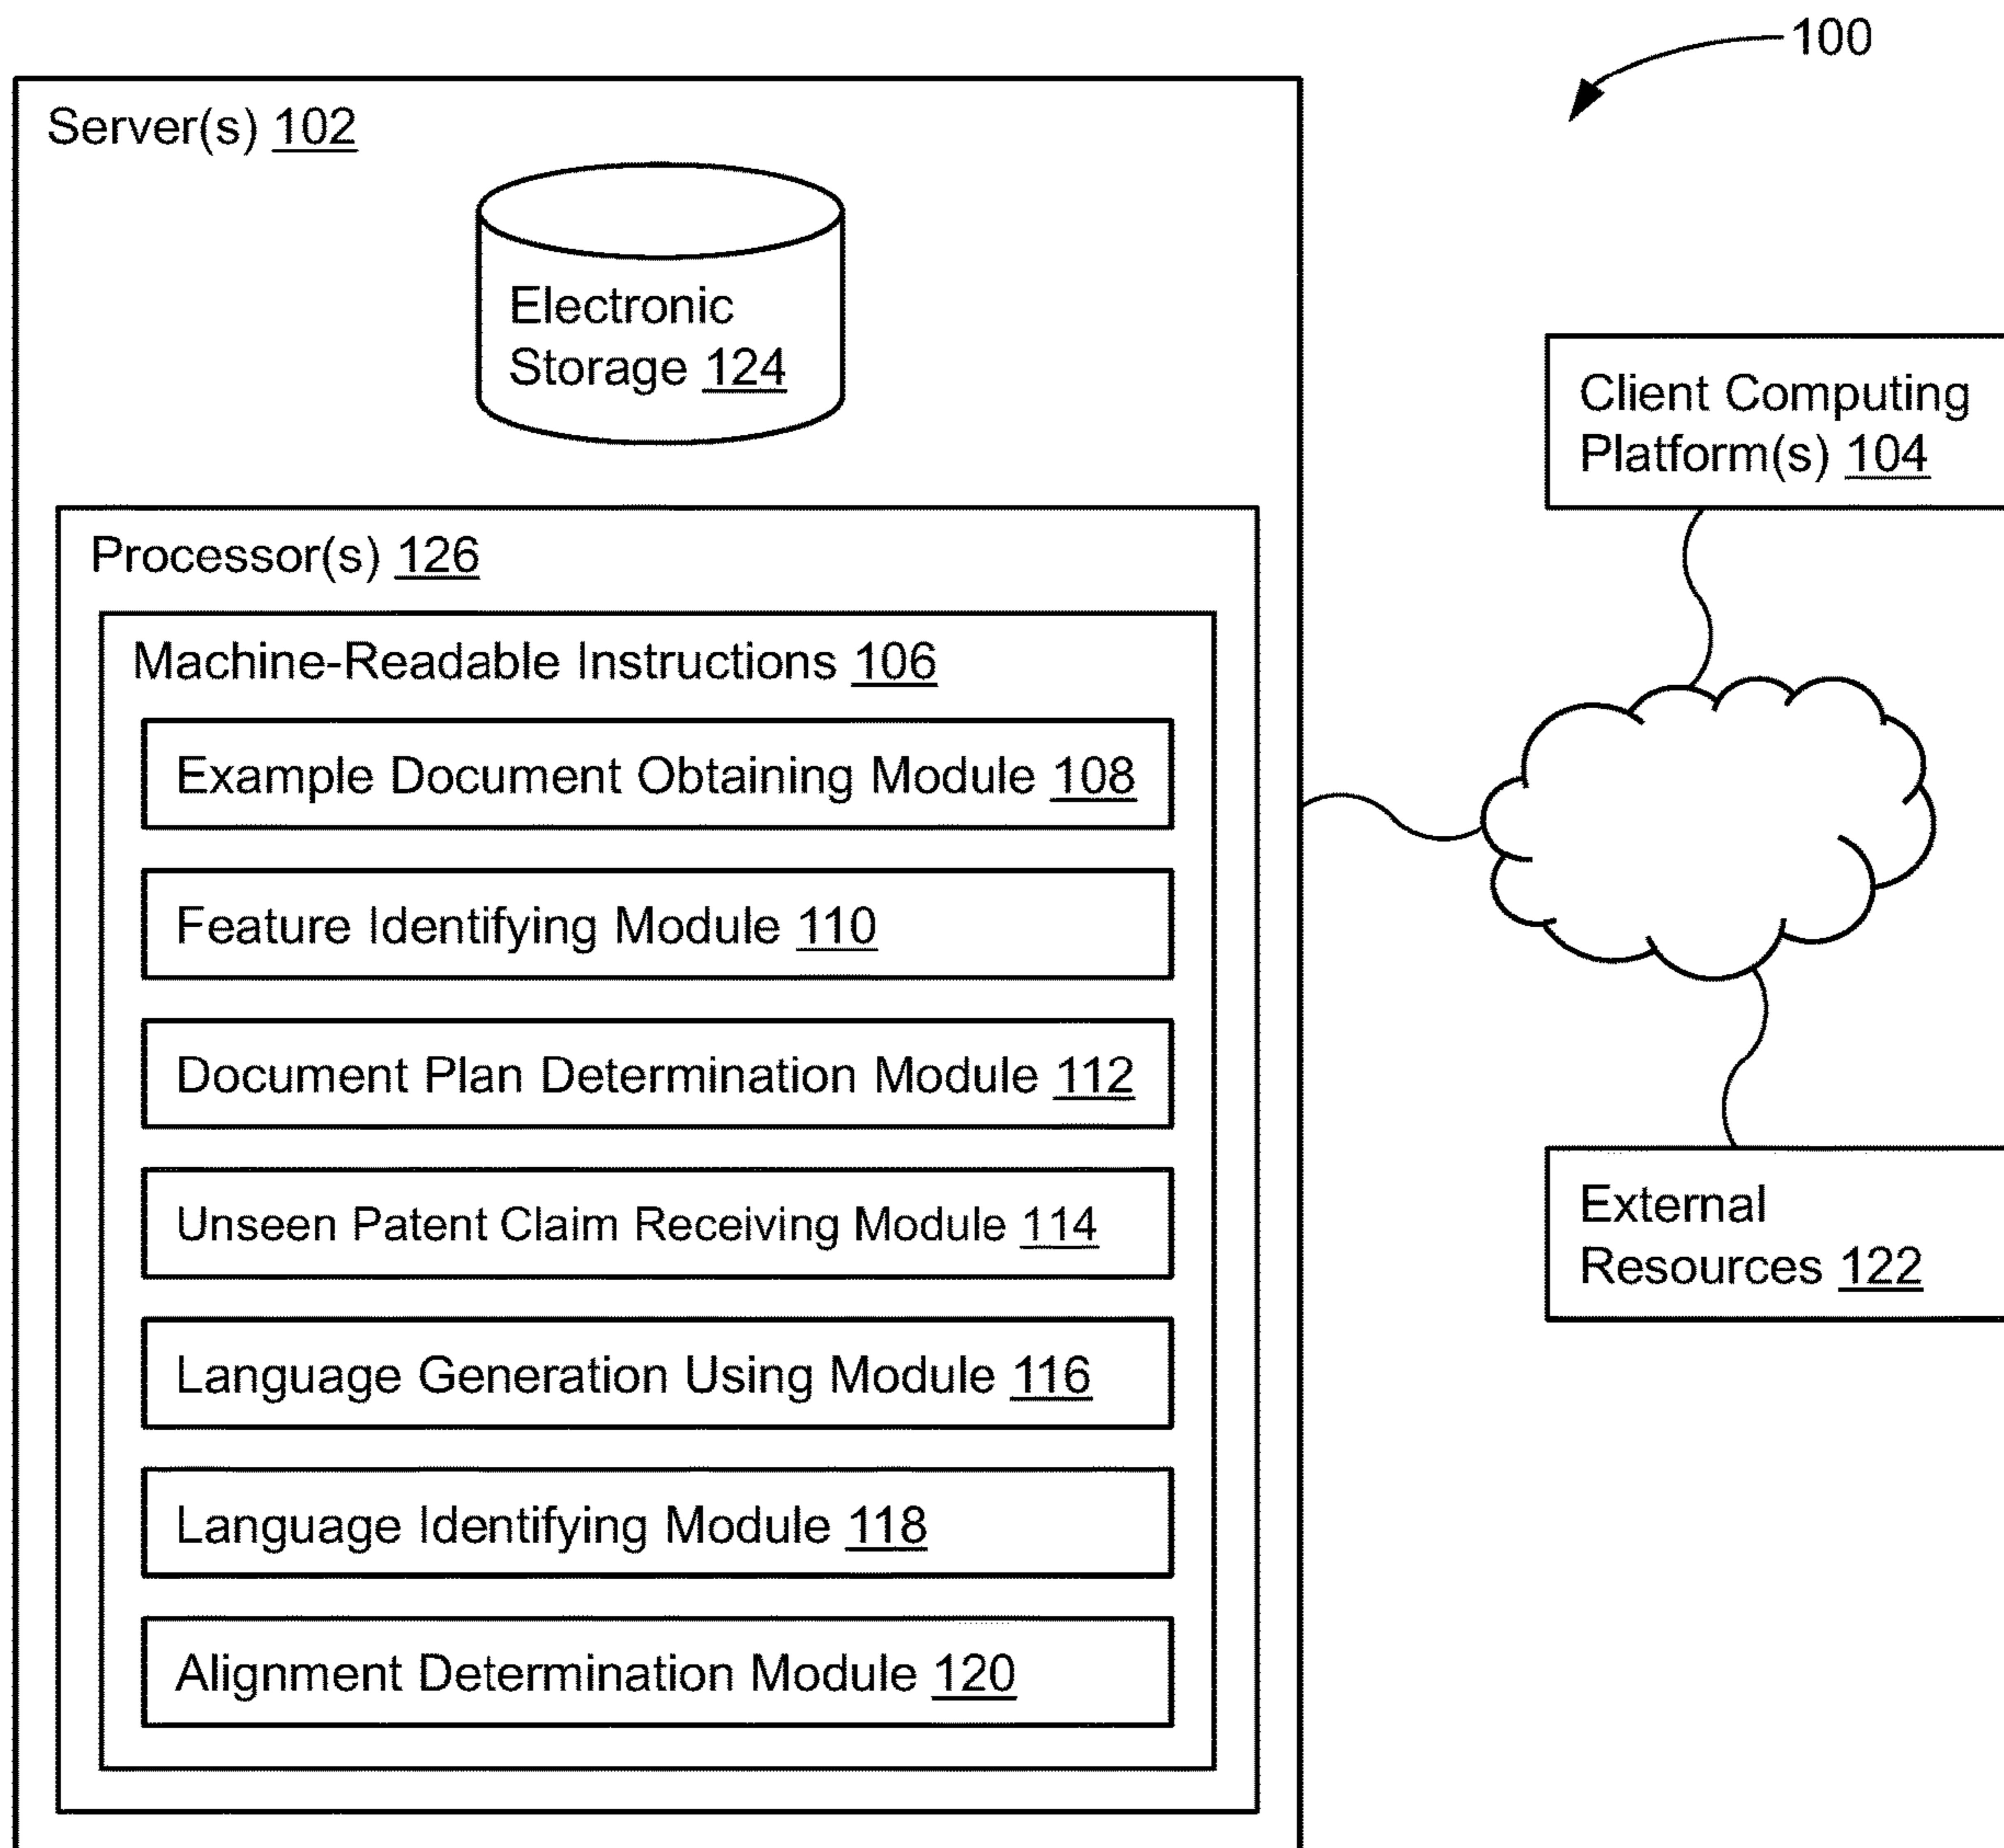 100
Server(s) 102
Electronic
Storage 124
Client Computing
Platform(s) 104
Processor(s) 126
Machine-Readable Instructions 106
Example Document Obtaining Module 108
Feature Identifying Module 110
Document Plan Determination Module 112
Unseen Patent Claim Receiving Module 114
Language Generation Using Module 116
Language Identifying Module 118
Alignment Determination Module 120
External
Resources 122